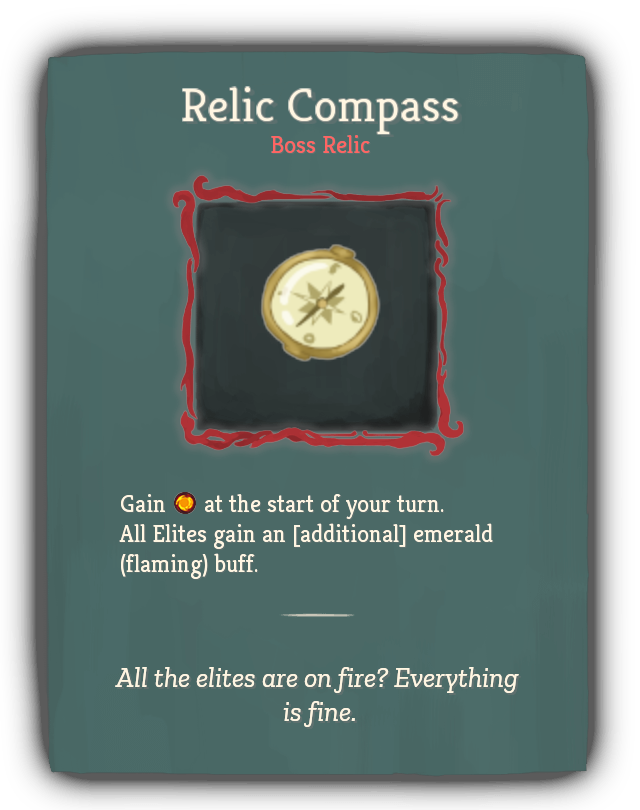 Relic Compass
Boss Relic
Gain at the start of your turn.
All Elites gain an [additional] emerald
(flaming) buff.
All the elites are on fire? Everything
is fine.